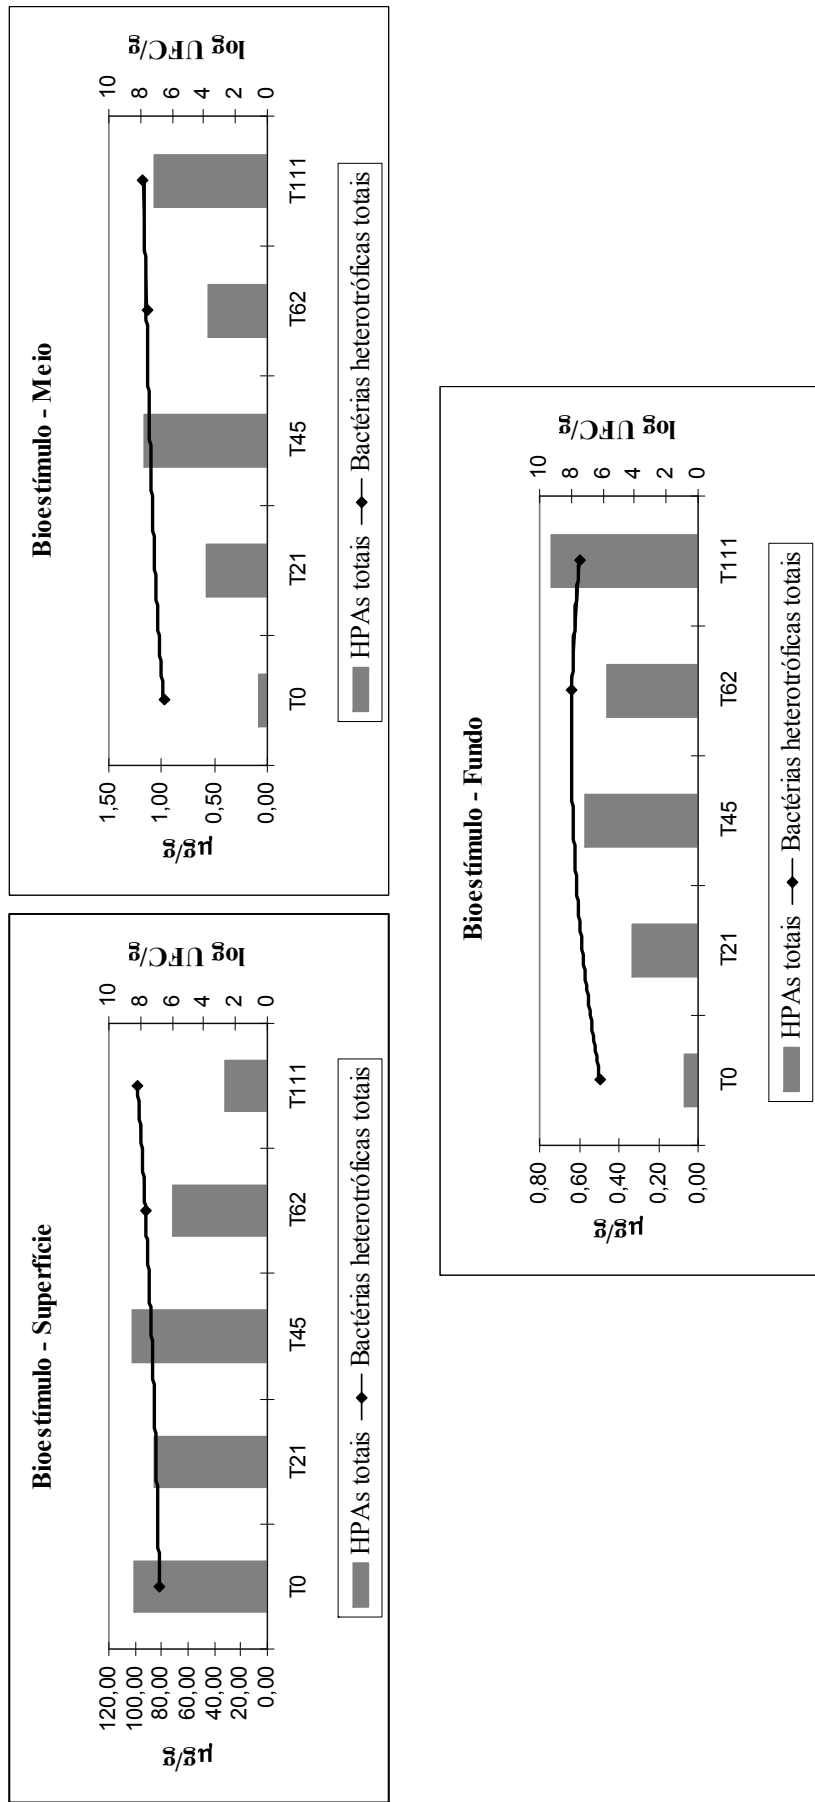 Bioestímulo - Superfície
µg/g
120,00
100,00
80,00
60,00
40,00
20,00
0,00
log UFC/g
10
8
6
4
2
0
T0 T21 T45 T62 T111
HPAs totais Bactérias heterotróficas totais
Bioestímulo - Meio
µg/g
1,50
1,00
0,50
0,00
log UFC/g
10
8
6
4
2
0
T0 T21 T45 T62 T111
HPAs totais Bactérias heterotróficas totais
Bioestímulo - Fundo
µg/g
0,80
0,60
0,40
0,20
0,00
log UFC/g
10
8
6
4
2
0
T0 T21 T45 T62 T111
HPAs totais Bactérias heterotróficas totais